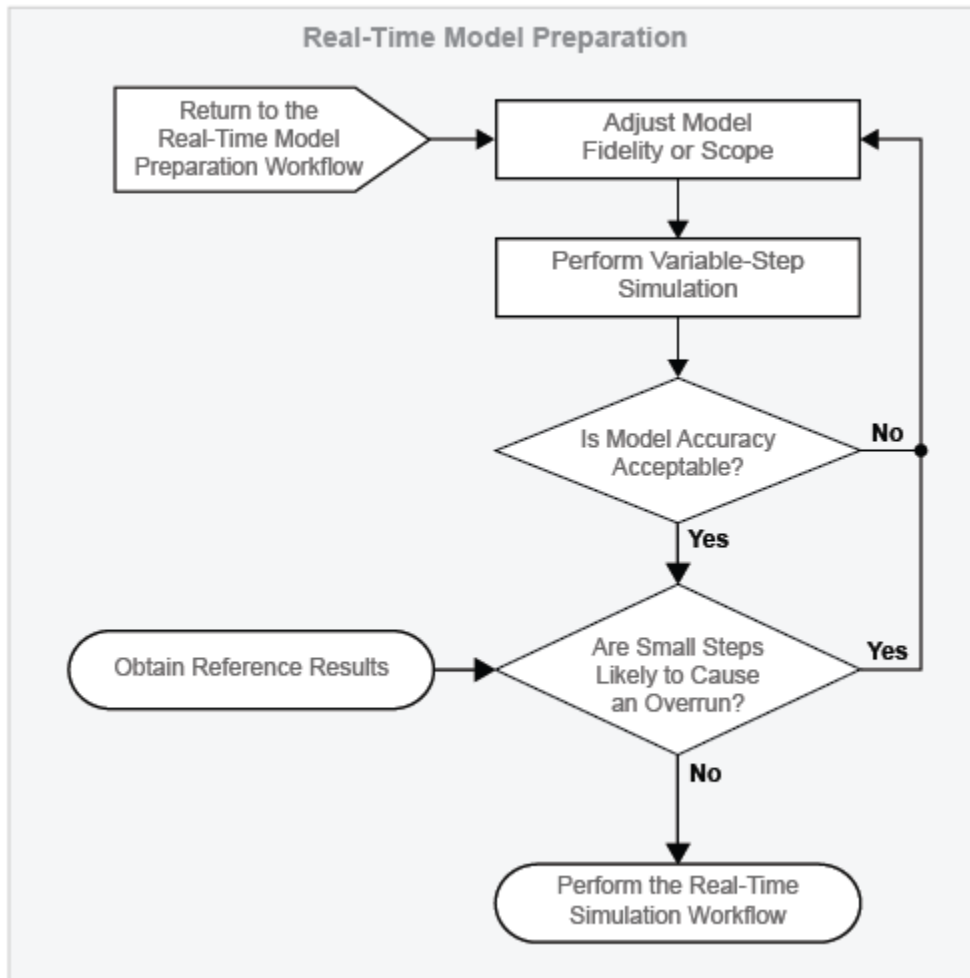 Real-Time Model Preparation
Return to the
Real-Time Model
Preparation Workflow
Adjust Model
Fidelity or Scope
Perform Variable-Step
Simulation
Is Model Accuracy
Acceptable?
No
Yes
Obtain Reference Results
Are Small Steps
Likely to Cause
an Overrun?
Yes
No
Perform the Real-Time
Simulation Workflow